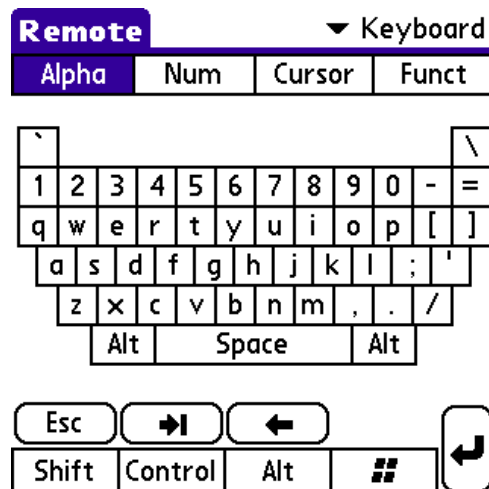 Remote Keyboard
Alpha Num Cursor Funct
` \
1 2 3 4 5 6 7 8 9 0 - =
q w e r t y u i o p [ ]
a s d f g h j k l ; '
z x c v b n m , . /
Alt Space Alt
Esc
Shift Control Alt